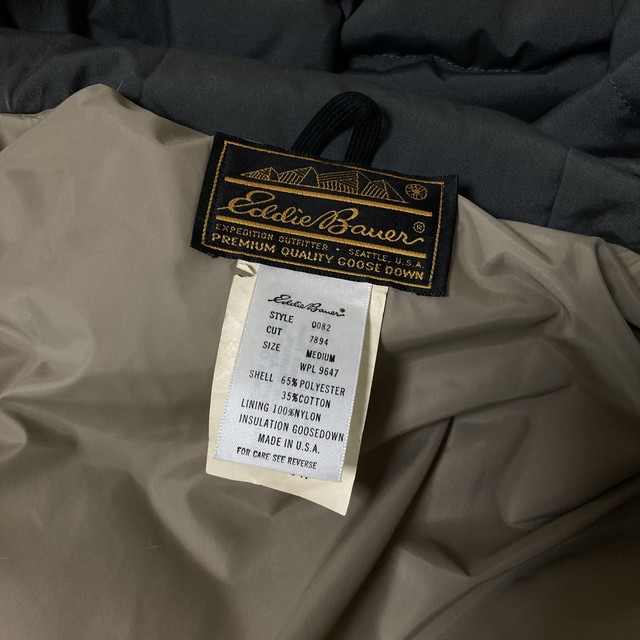 Eddie Bauer®
EXPEDITION OUTFITTER · SEATTLE, U.S.A.
PREMIUM QUALITY GOOSE DOWN
Eddie Bauer®
STYLE 0082
CUT 7894
SIZE MEDIUM
WPL 9647
SHELL 65% POLYESTER
35% COTTON
LINING 100% NYLON
INSULATION GOOSEDOWN
MADE IN U.S.A.
FOR CARE SEE REVERSE